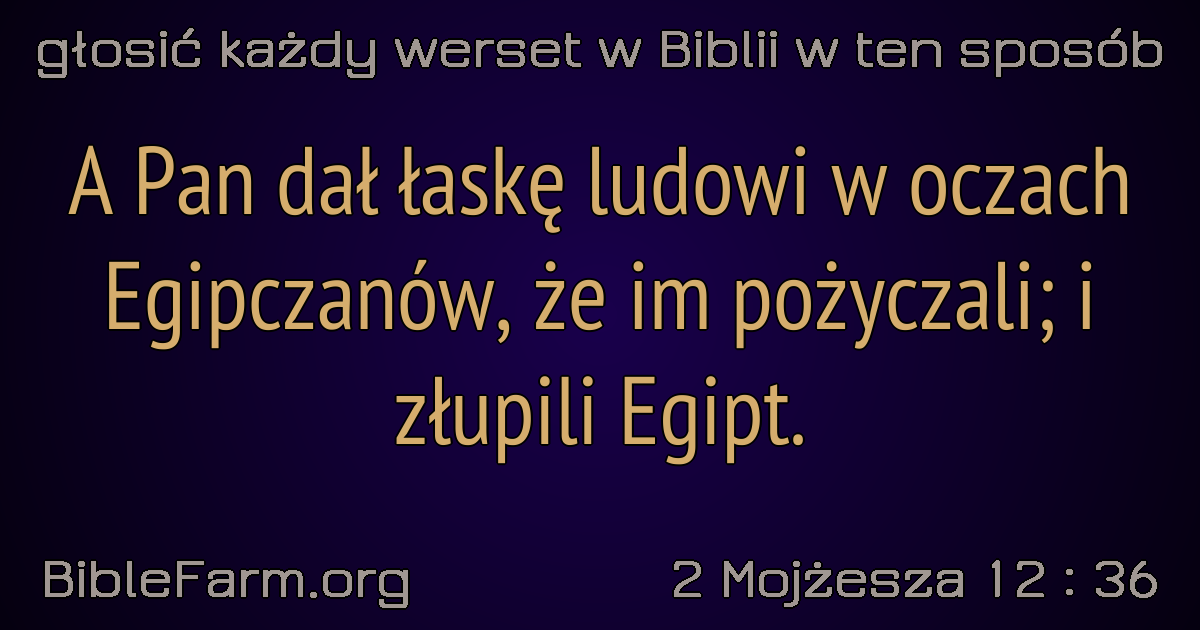 głosić każdy werset w Biblii w ten sposób
A Pan dał łaskę ludowi w oczach
Egipczanów, że im pożyczali; i
złupili Egipt.
BibleFarm.org
2 Mojżesza 12 : 36